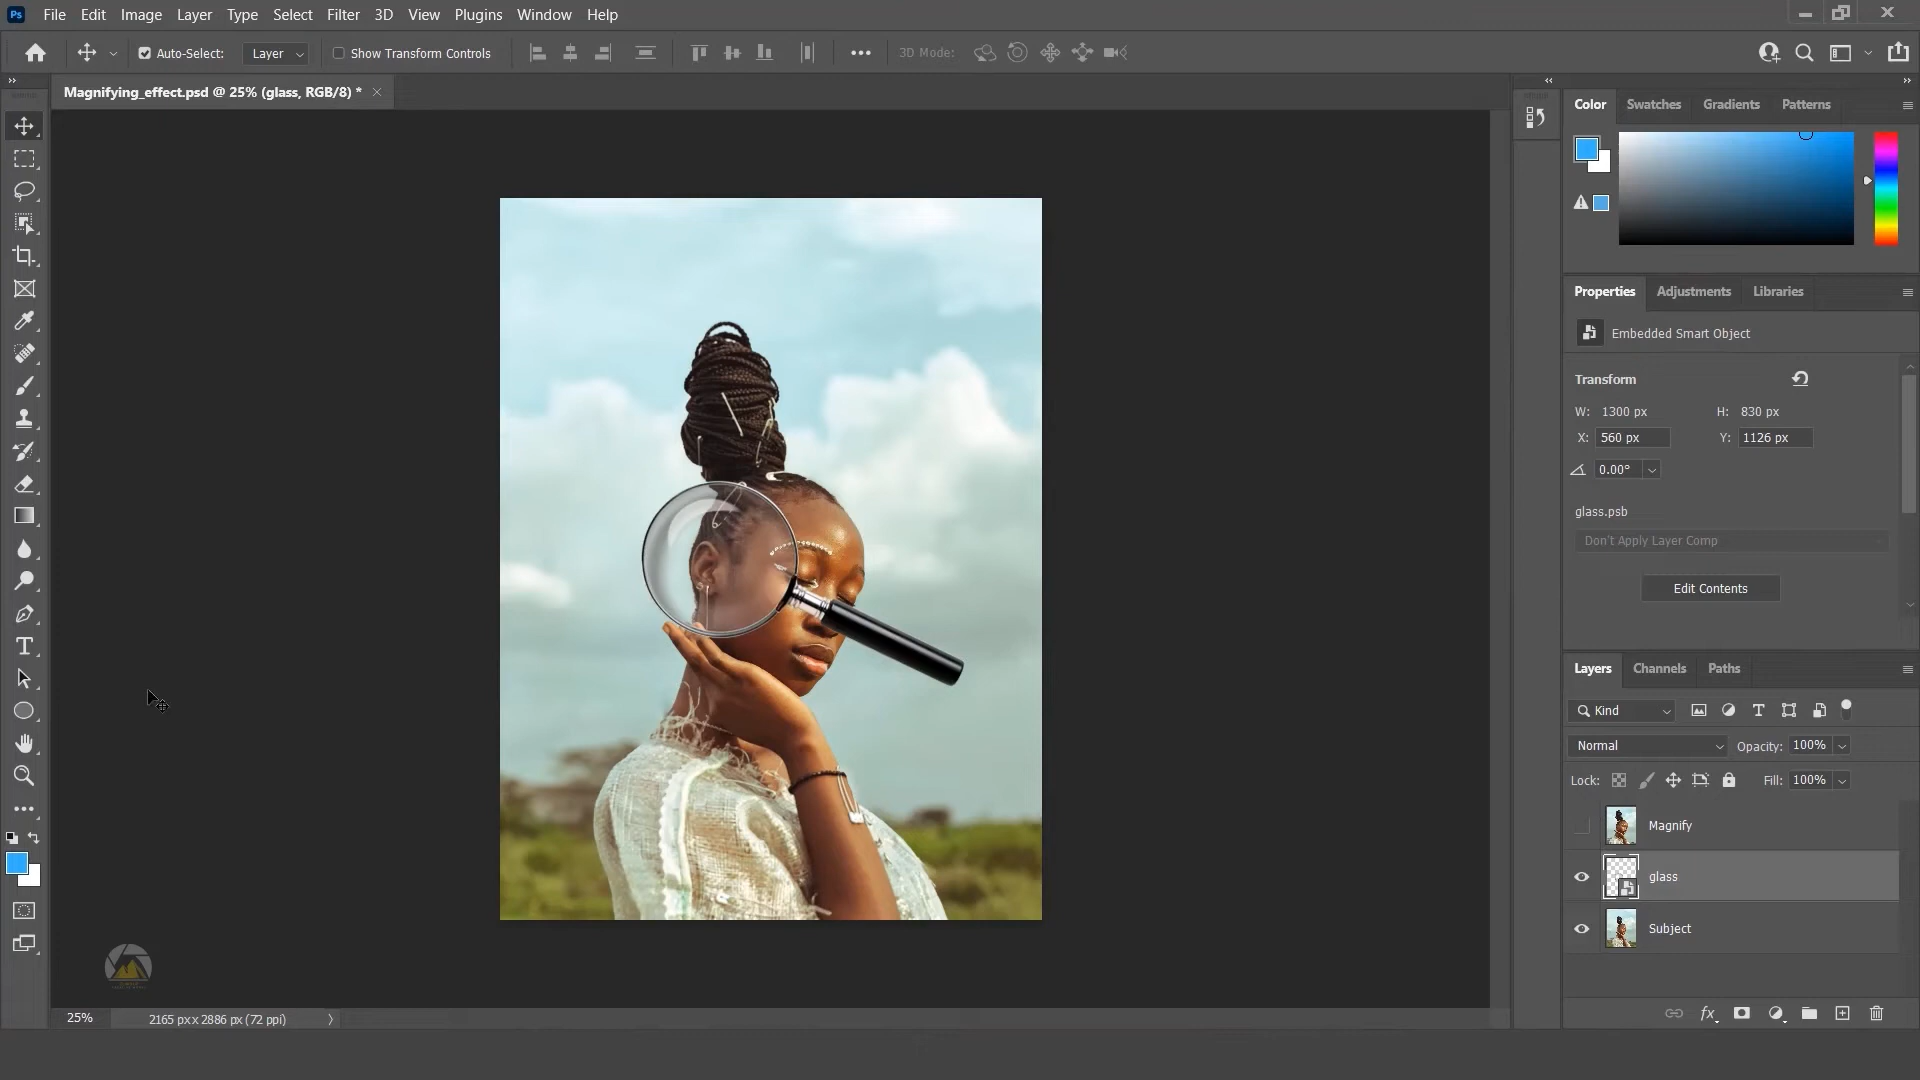 Ps File Edit Image Layer Type Select Filter 3D View Plugins Window Help
Auto-Select: Layer Show Transform Controls 3D Mode:
Magnifying_effect.psd @ 25% (glass, RGB/8) *
Color Swatches Gradients Patterns
Properties Adjustments Libraries
Embedded Smart Object
Transform
W: 1300 px H: 830 px
X: 560 px Y: 1126 px
0.00°
glass.psb
Don't Apply Layer Comp
Edit Contents
Layers Channels Paths
Kind
Normal Opacity: 100%
Lock: Fill: 100%
Magnify
glass
Subject
25% 2165 px x 2886 px (72 ppi)
fx